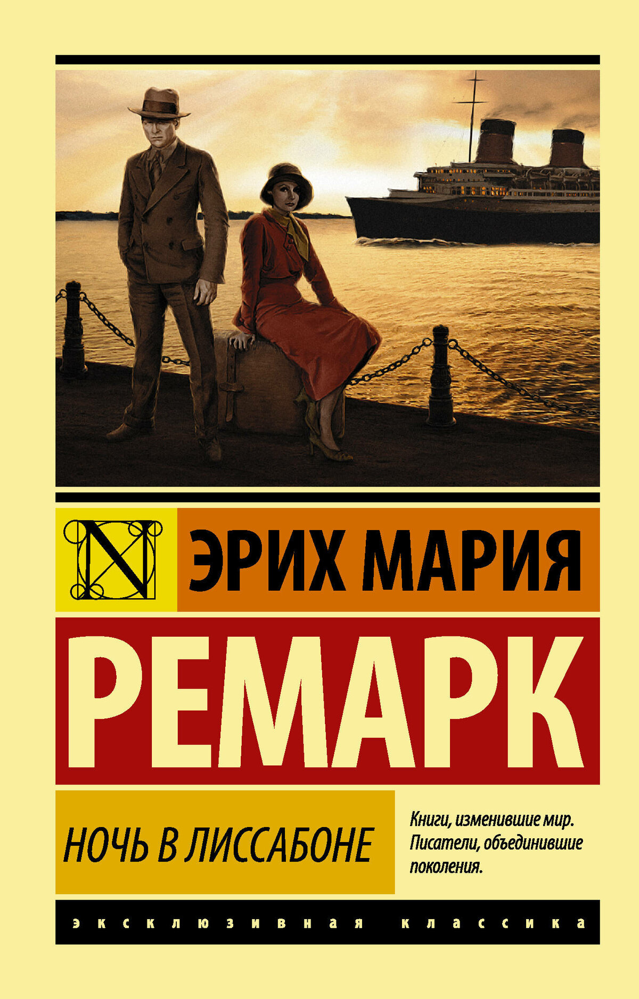 N
ЭРИХ МАРИЯ
РЕМАРК
НОЧЬ В ЛИССАБОНЕ
Книги, изменившие мир.
Писатели, объединившие
поколения.
эксклюзивная классика